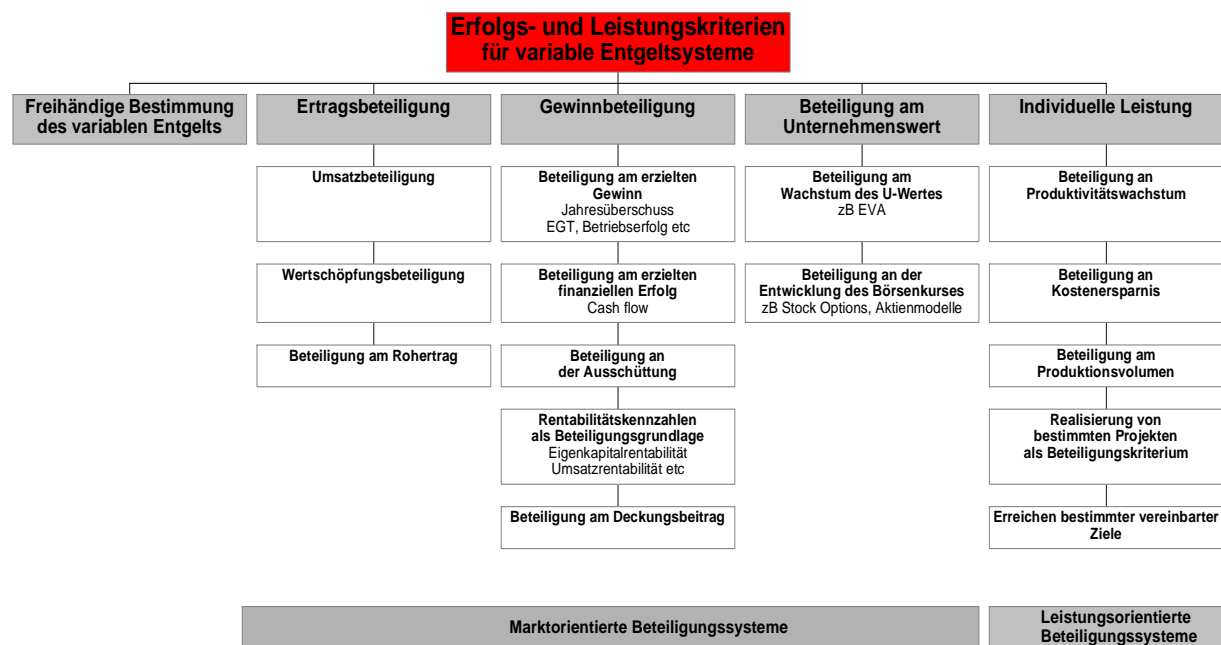 Erfolgs- und Leistungskriterien
für variable Entgeltsysteme
Freihändige Bestimmung
des variablen Entgelts
Ertragsbeteiligung
Gewinnbeteiligung
Beteiligung am
Unternehmenswert
Individuelle Leistung
Umsatzbeteiligung
Wertschöpfungsbeteiligung
Beteiligung am Rohertrag
Beteiligung am erzielten
Gewinn
Jahresüberschuss
EGT, Betriebserfolg etc
Beteiligung am erzielten
finanziellen Erfolg
Cash flow
Beteiligung an
der Ausschüttung
Rentabilitätskennzahlen
als Beteiligungsgrundlage
Eigenkapitalrentabilität
Umsatzrentabilität etc
Beteiligung am Deckungsbeitrag
Beteiligung am
Wachstum des U-Wertes
zB EVA
Beteiligung an der
Entwicklung des Börsenkurses
zB Stock Options, Aktienmodelle
Beteiligung an
Produktivitätswachstum
Beteiligung an
Kostenersparnis
Beteiligung am
Produktionsvolumen
Realisierung von
bestimmten Projekten
als Beteiligungskriterium
Erreichen bestimmter vereinbarter
Ziele
Marktorientierte Beteiligungssysteme
Leistungsorientierte
Beteiligungssysteme